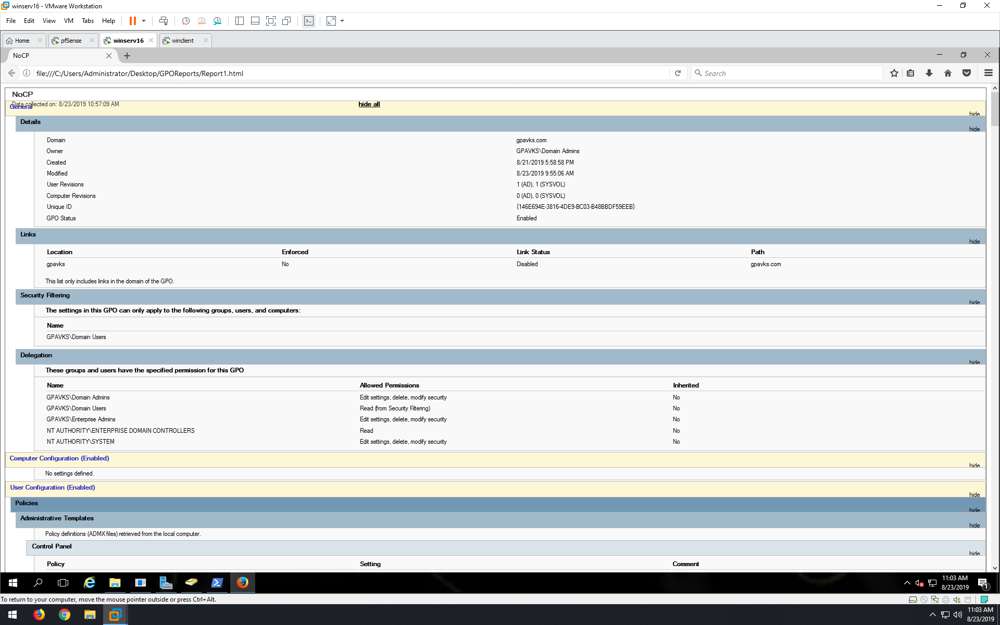 winserv16 - VMware Workstation
File Edit View VM Tabs Help
Home pfSense winserv16 winclient
NoCP
file:///C:/Users/Administrator/Desktop/GPOReports/Report1.html Search
NoCP
Data collected on: 8/23/2019 10:57:09 AM hide all
General hide
Details hide
Domain gpavks.com
Owner GPAVKS\Domain Admins
Created 8/21/2019 5:58:58 PM
Modified 8/23/2019 9:55:06 AM
User Revisions 1 (AD), 1 (SYSVOL)
Computer Revisions 0 (AD), 0 (SYSVOL)
Unique ID {146E694E-3816-4DE9-BC03-B48BBDF59EEB}
GPO Status Enabled
Links hide
Location Enforced Link Status Path
gpavks No Disabled gpavks.com
This list only includes links in the domain of the GPO.
Security Filtering hide
The settings in this GPO can only apply to the following groups, users, and computers:
Name
GPAVKS\Domain Users
Delegation hide
These groups and users have the specified permission for this GPO
Name Allowed Permissions Inherited
GPAVKS\Domain Admins Edit settings, delete, modify security No
GPAVKS\Domain Users Read (from Security Filtering) No
GPAVKS\Enterprise Admins Edit settings, delete, modify security No
NT AUTHORITY\ENTERPRISE DOMAIN CONTROLLERS Read No
NT AUTHORITY\SYSTEM Edit settings, delete, modify security No
Computer Configuration (Enabled) hide
No settings defined.
User Configuration (Enabled) hide
Policies hide
Administrative Templates hide
Policy definitions (ADMX files) retrieved from the local computer.
Control Panel hide
Policy Setting Comment
11:03 AM
8/23/2019 1
To return to your computer, move the mouse pointer outside or press Ctrl+Alt.
11:03 AM
8/23/2019